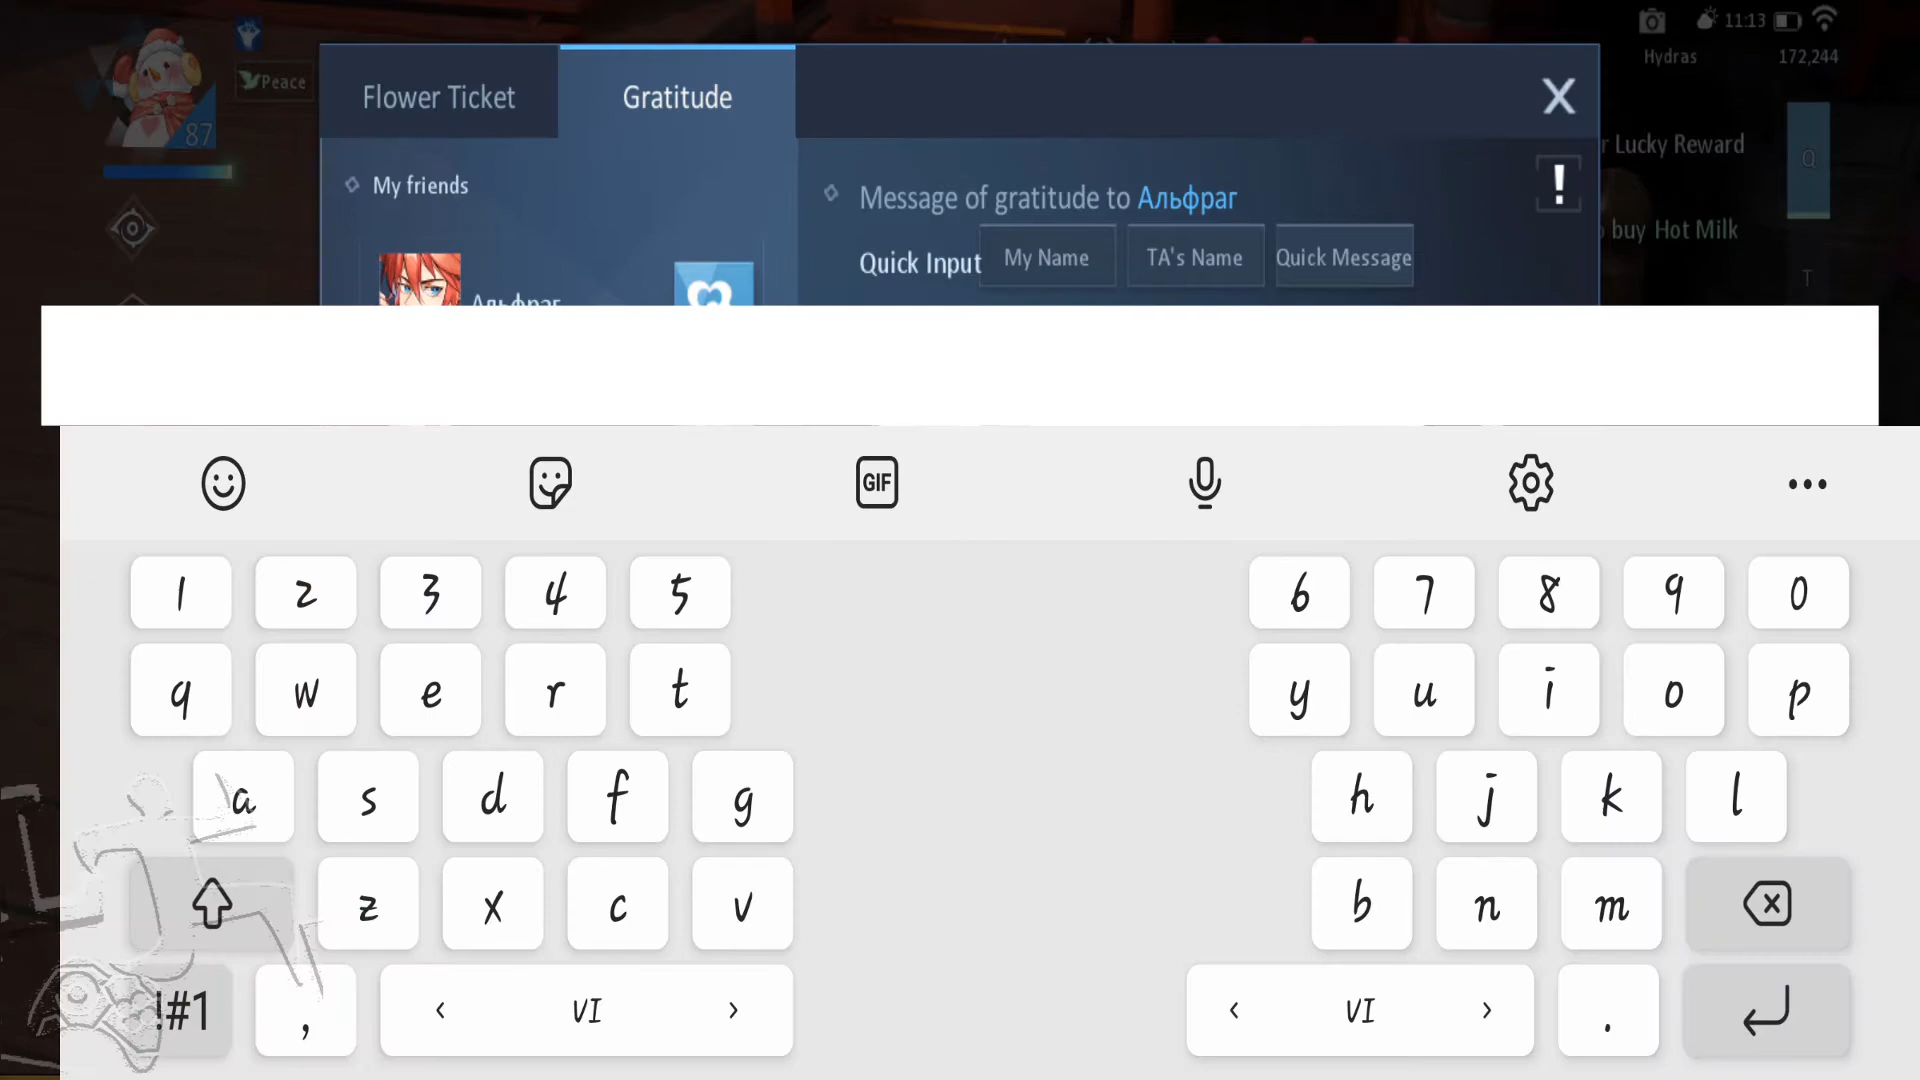 11:13
Hydras 172,244
Peace
87
Flower Ticket
Gratitude
X
r Lucky Reward
Q
My friends
!
Message of gratitude to Альфраг
Quick Input
My Name
TA's Name
Quick Message
buy Hot Milk
T
Альфраг
GIF
1 2 3 4 5 6 7 8 9 0
q w e r t y u i o p
a s d f g h j k l
z x c v b n m
!#1 , < VI > < VI > .